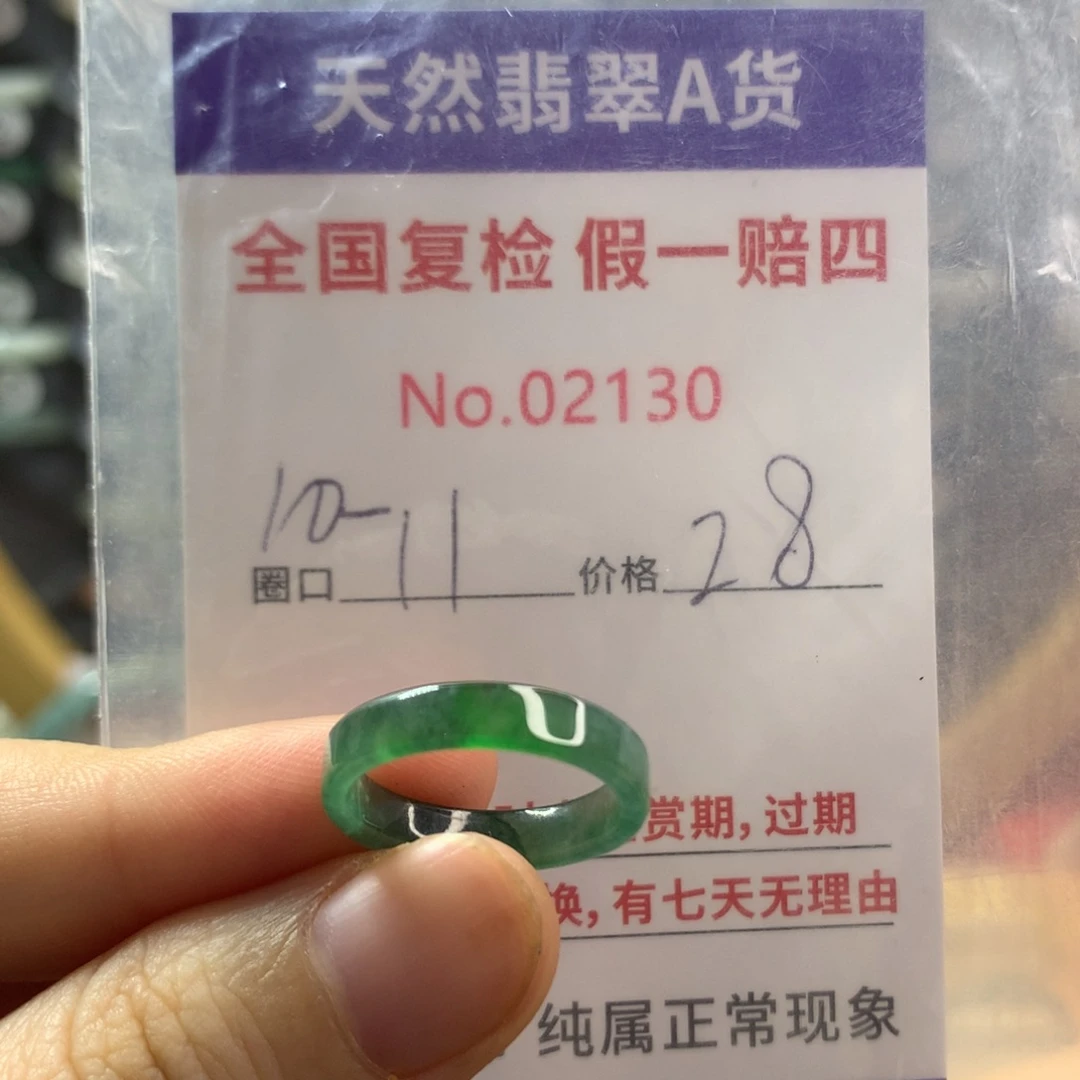 天然翡翠A货
全国复检 假一赔四
No.02130
圈口 10-11 价格 28
赏期, 过期
换, 有七天无理由
纯属正常现象